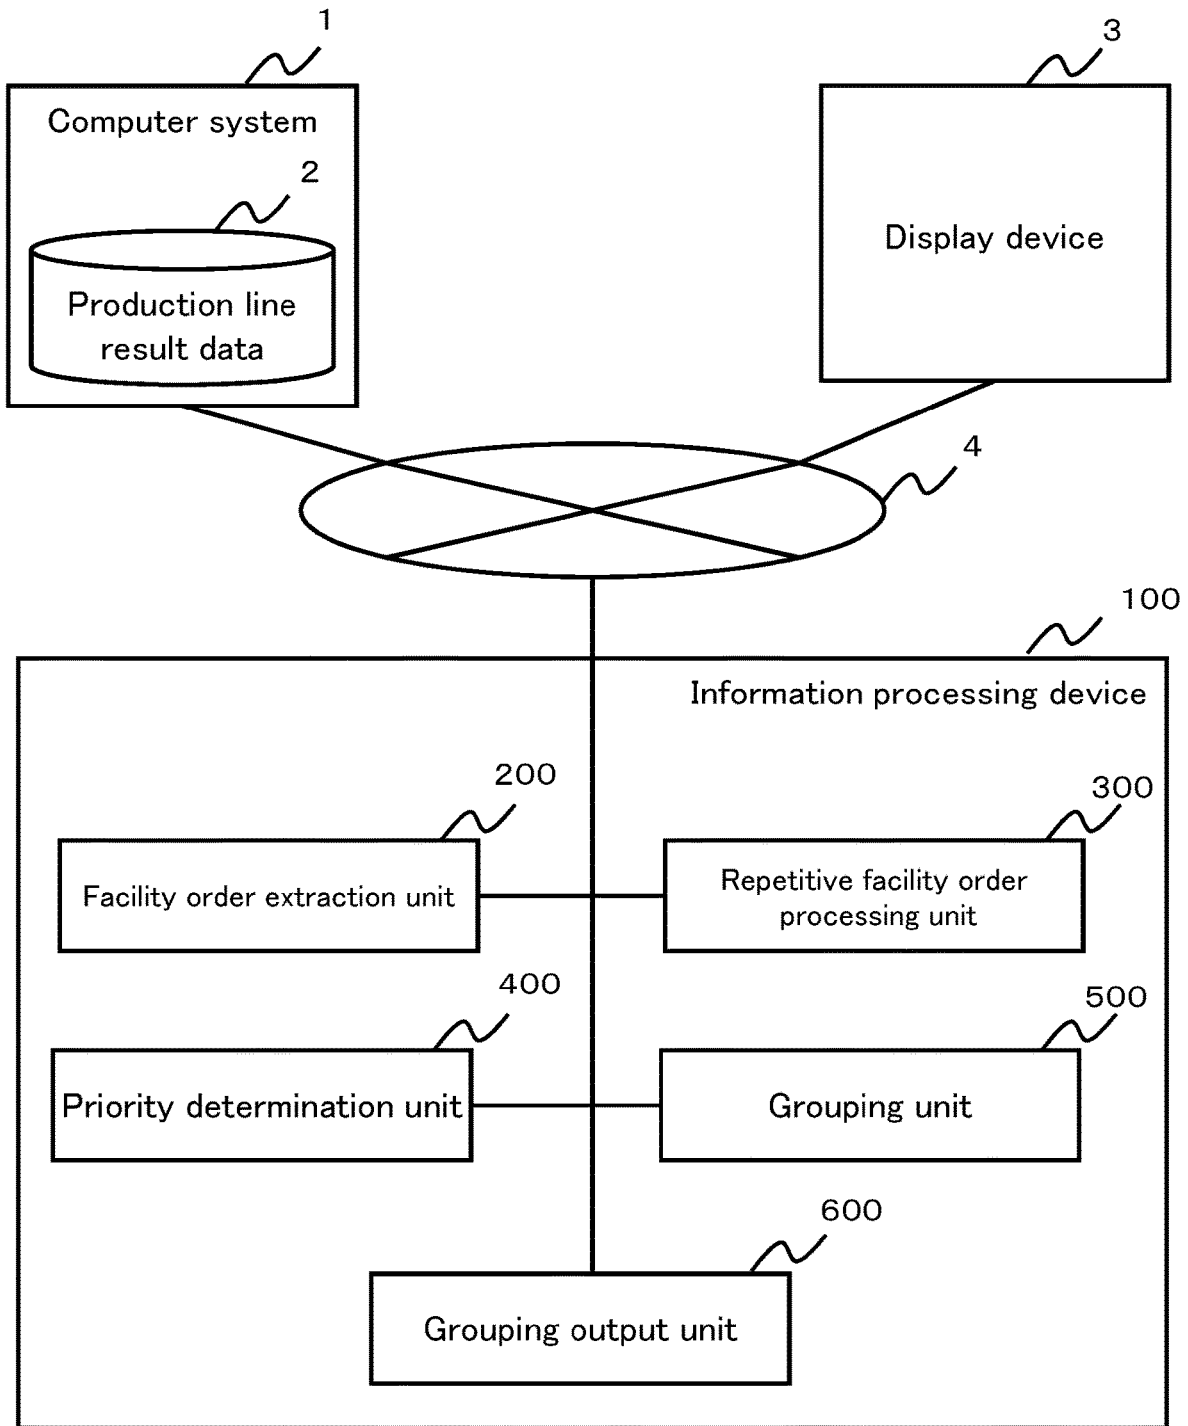 1
Computer system
2
Production line
result data
3
Display device
4
100
Information processing device
200
Facility order extraction unit
300
Repetitive facility order
processing unit
400
Priority determination unit
500
Grouping unit
600
Grouping output unit